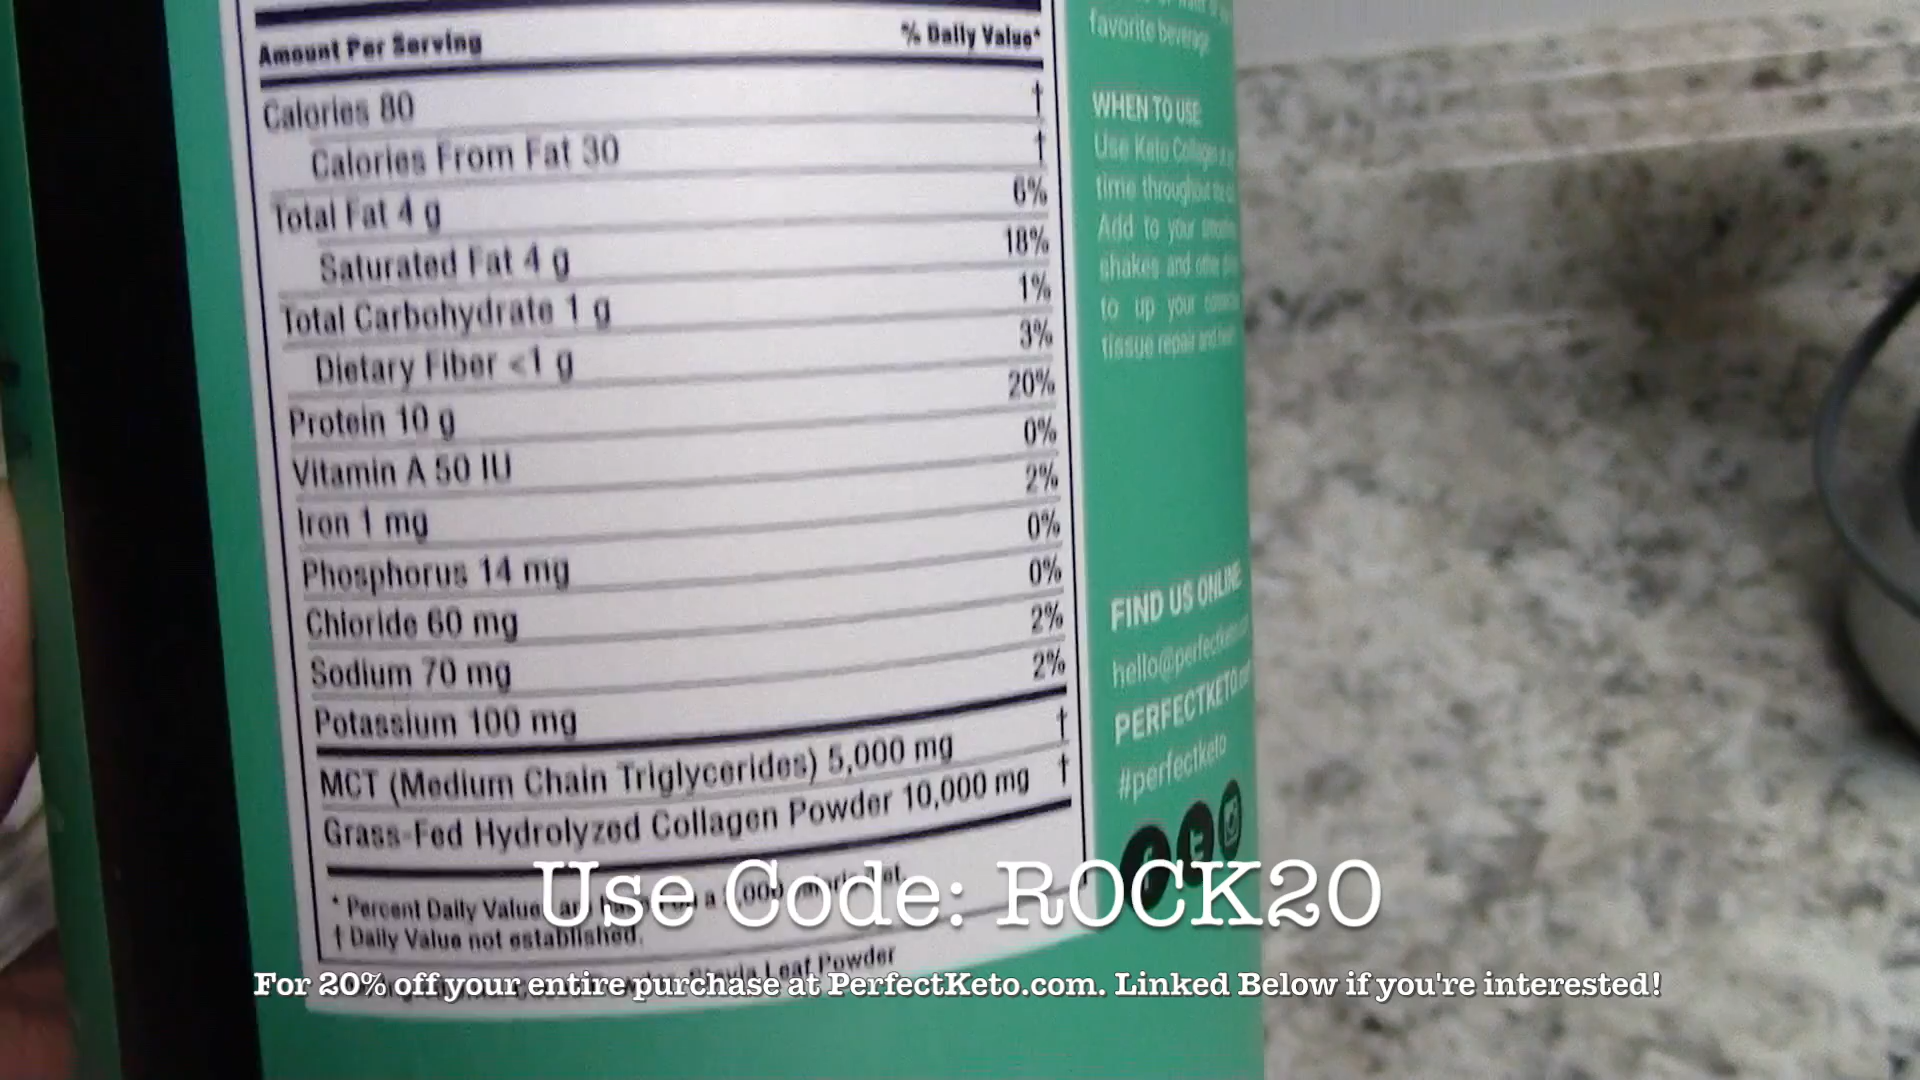 Amount Per Serving % Daily Value*
Calories 80 †
Calories From Fat 30 †
Total Fat 4 g 6%
Saturated Fat 4 g 18%
Total Carbohydrate 1 g 1%
Dietary Fiber <1 g 3%
Protein 10 g 20%
Vitamin A 50 IU 0%
Iron 1 mg 2%
Phosphorus 14 mg 0%
Chloride 60 mg 0%
Sodium 70 mg 2%
Potassium 100 mg 2%
MCT (Medium Chain Triglycerides) 5,000 mg †
Grass-Fed Hydrolyzed Collagen Powder 10,000 mg †
* Percent Daily Value a
† Daily Value not established.
Leaf Powder
favorite beverage
WHEN TO USE
Use Keto Collagen
time throughout
Add to your
shakes and
to up your
tissue repair and
FIND US ONLINE
PERFECTKETO
#perfectketo
Use Code: ROCK20
For 20% off your entire purchase at PerfectKeto.com. Linked Below if you're interested!